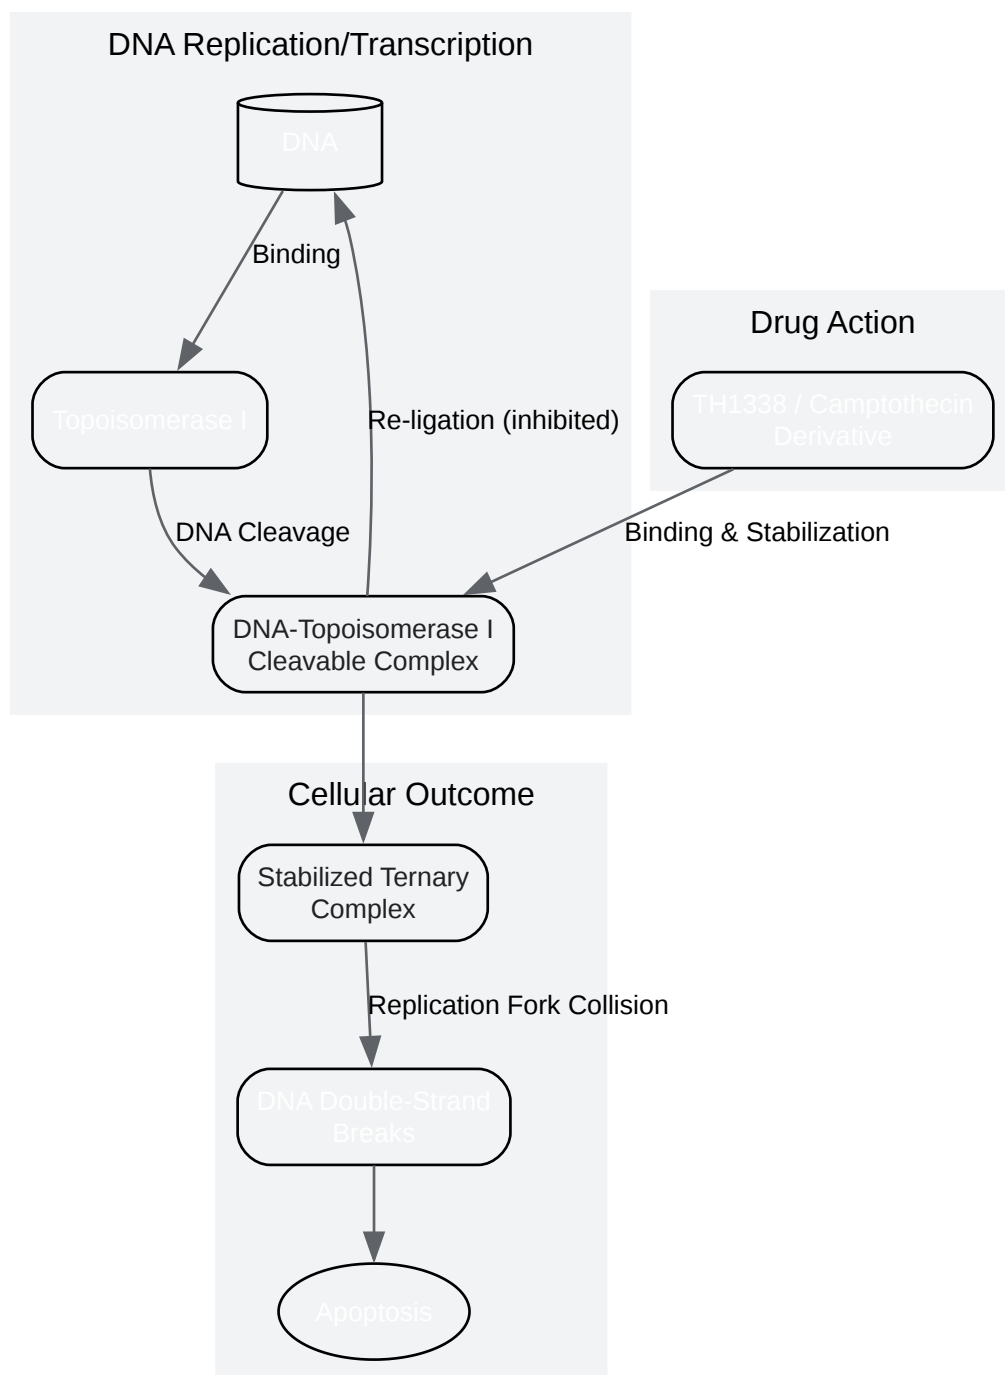 DNA Replication/Transcription
DNA
Binding
Drug Action
Topoisomerase I
Re-ligation (inhibited)
TH1338 / Camptothecin
Derivative
DNA Cleavage
Binding & Stabilization
DNA-Topoisomerase I
Cleavable Complex
Cellular Outcome
Stabilized Ternary
Complex
Replication Fork Collision
DNA Double-Strand
Breaks
Apoptosis